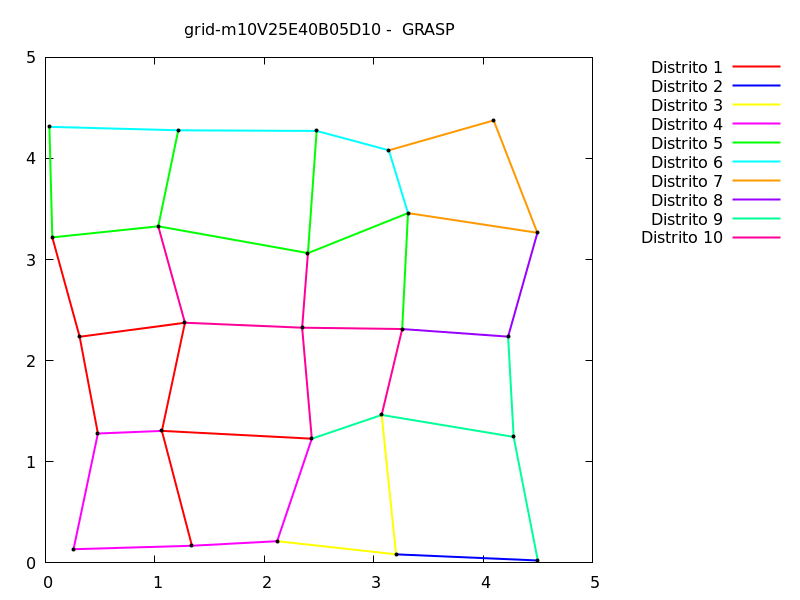 grid-m10V25E40B05D10 -  GRASP
5
4
3
2
1
0
0 1 2 3 4 5
Distrito 1
Distrito 2
Distrito 3
Distrito 4
Distrito 5
Distrito 6
Distrito 7
Distrito 8
Distrito 9
Distrito 10